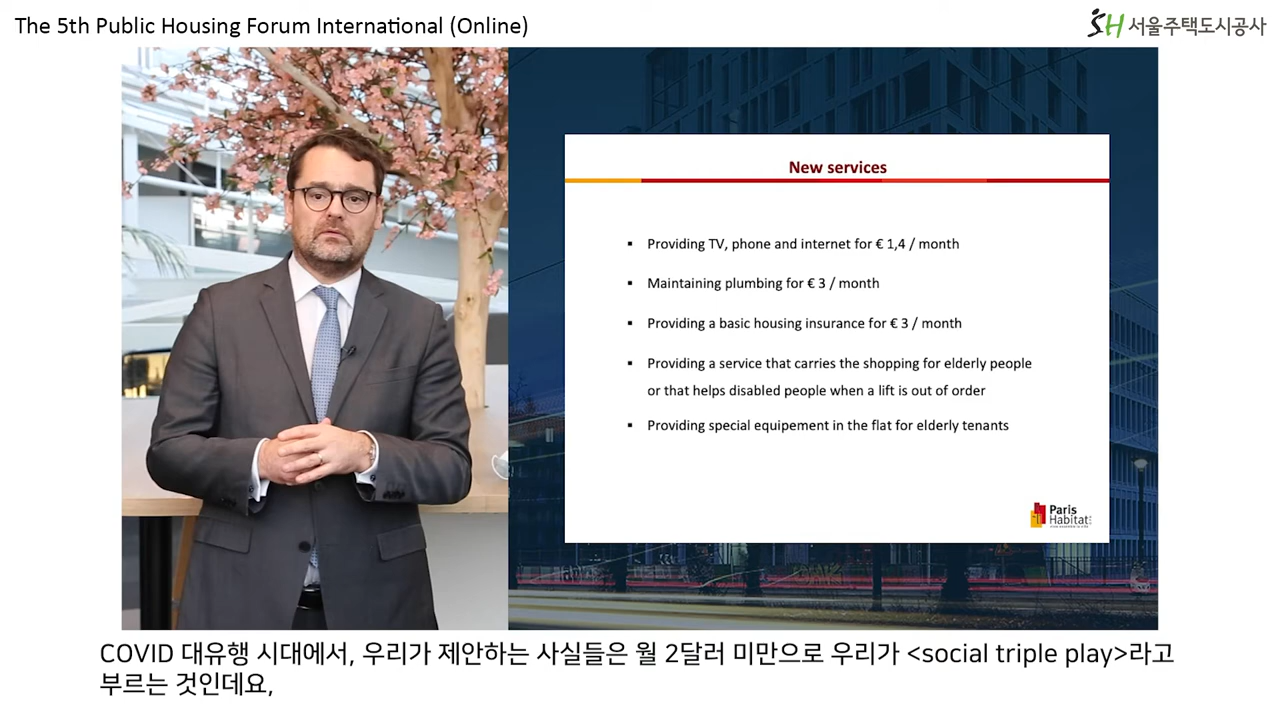 The 5th Public Housing Forum International (Online)
SH 서울주택도시공사
New services
▪ Providing TV, phone and internet for € 1,4 / month
▪ Maintaining plumbing for € 3 / month
▪ Providing a basic housing insurance for € 3 / month
▪ Providing a service that carries the shopping for elderly people
or that helps disabled people when a lift is out of order
▪ Providing special equipement in the flat for elderly tenants
Paris
Habitat
COVID 대유행 시대에서, 우리가 제안하는 사실들은 월 2달러 미만으로 우리가 <social triple play>라고
부르는 것인데요,